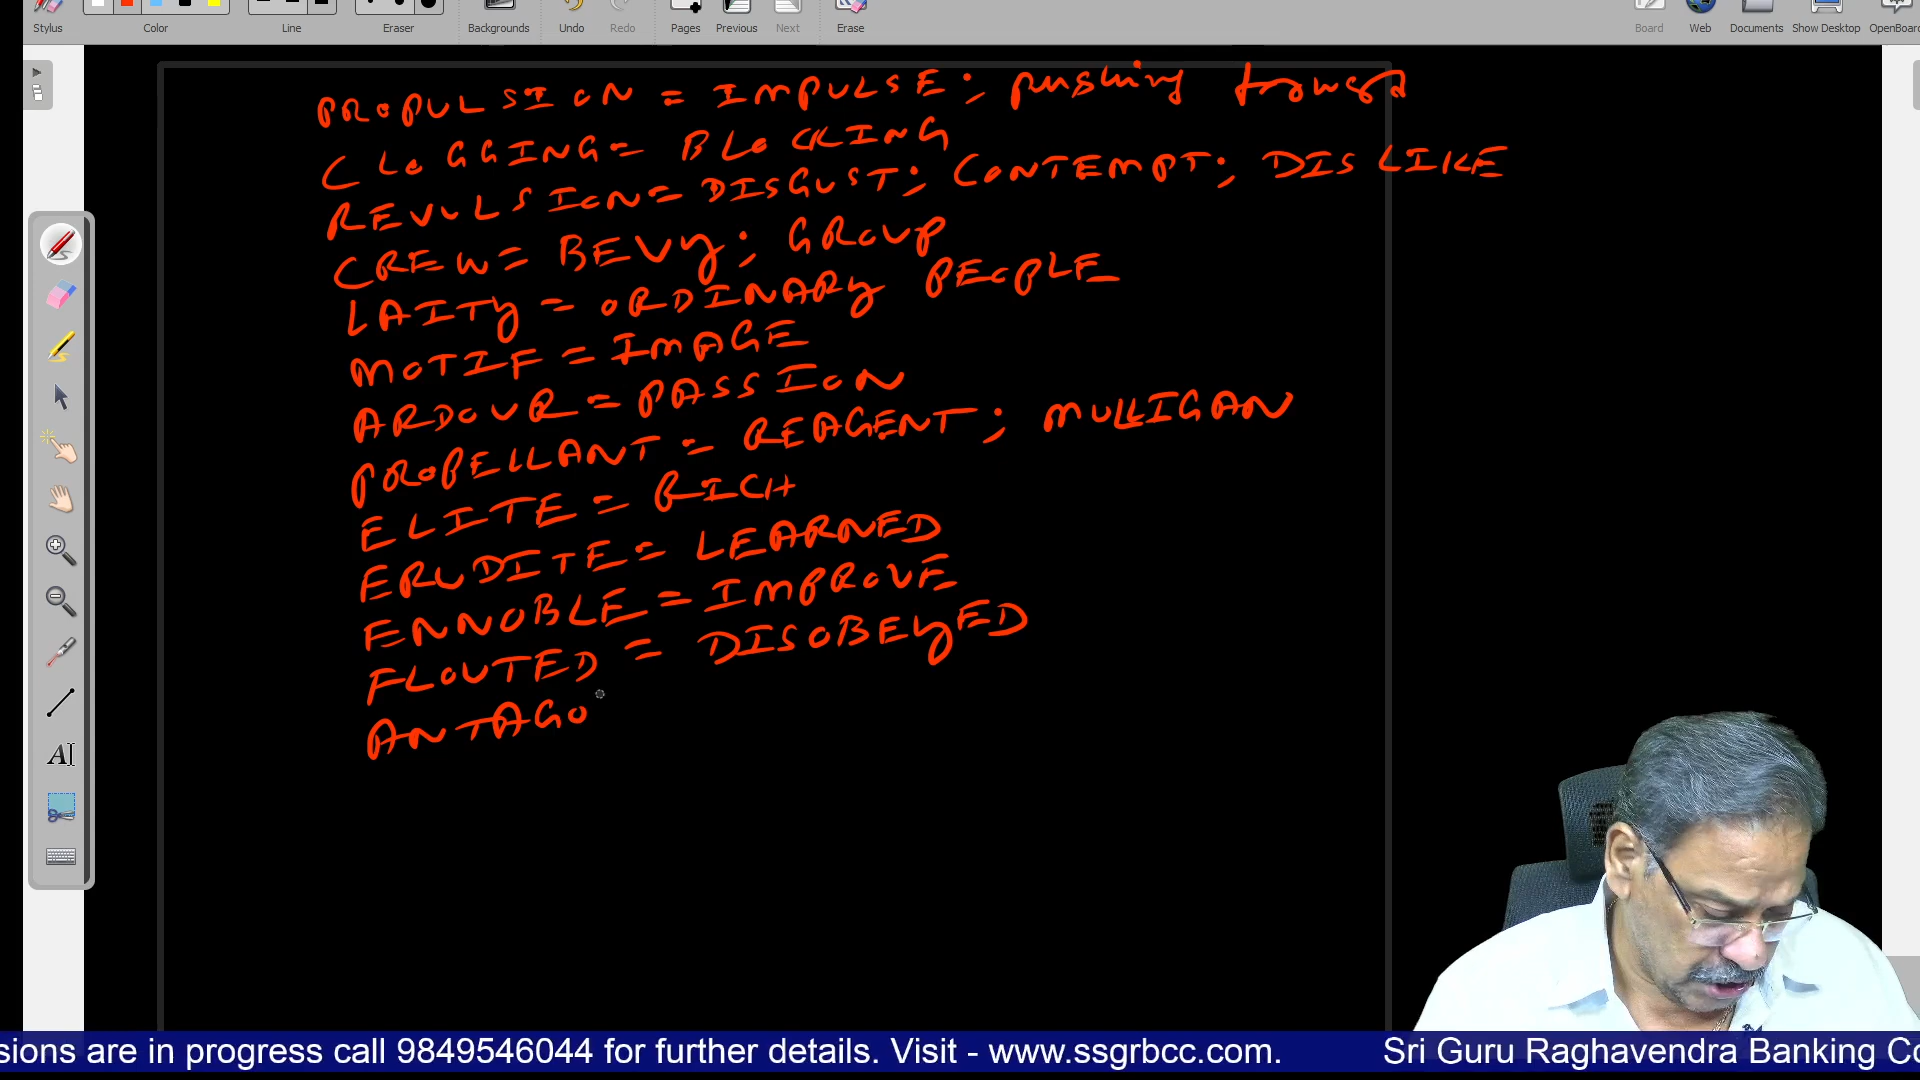 Stylus Color Line Eraser Backgrounds Undo Redo Pages Previous Next Erase Board Web Documents Show Desktop OpenBoar
PROPULSION = IMPULSE; pushing forward
CLOGGING = BLOCKING
REVULSION = DISGUST; CONTEMPT; DISLIKE
CREW = BEVY; GROUP
LAITY = ORDINARY PEOPLE
MOTIF = IMAGE
ARDOUR = PASSION
PROPELLANT = REAGENT; MULLIGAN
ELITE = RICH
ERUDITE = LEARNED
ENNOBLE = IMPROVE
FLOUTED = DISOBEYED
ANTAGO
sions are in progress call 9849546044 for further details. Visit - www.ssgrbcc.com. Sri Guru Raghavendra Banking Co